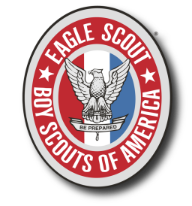 EAGLE SCOUT
BE PREPARED
BOY SCOUTS OF AMERICA